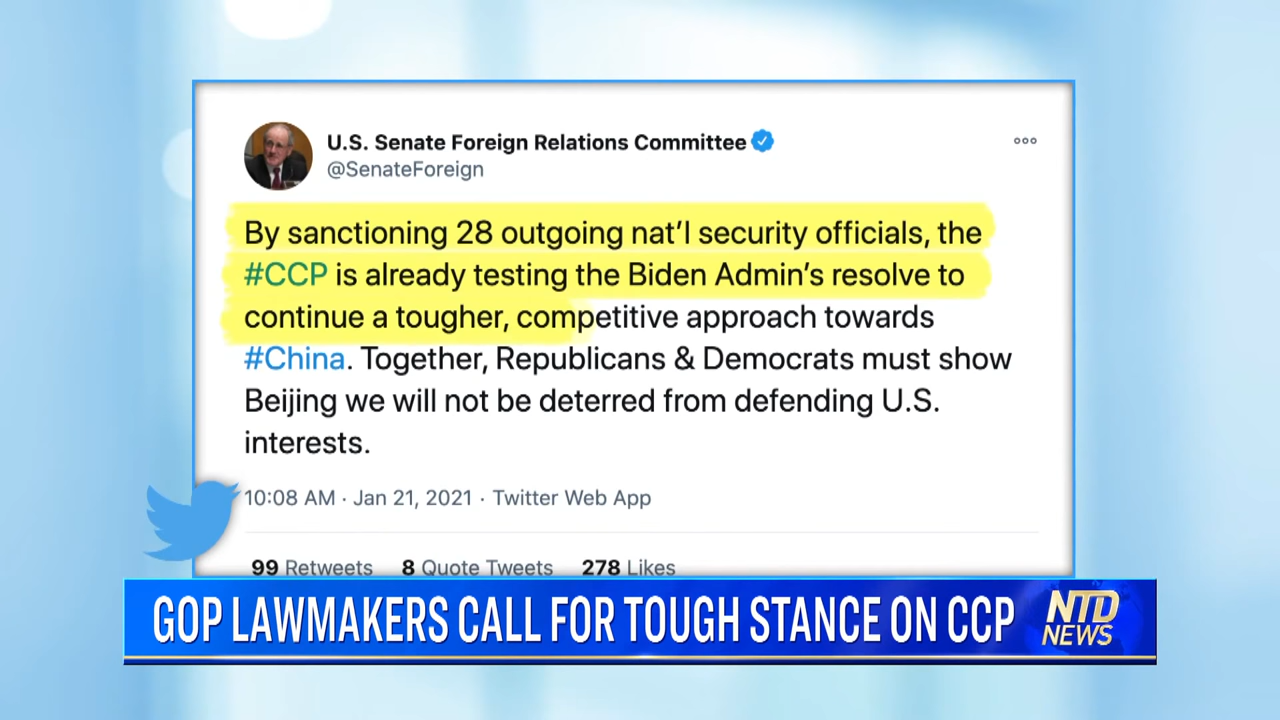 U.S. Senate Foreign Relations Committee
@SenateForeign
By sanctioning 28 outgoing nat'l security officials, the
#CCP is already testing the Biden Admin's resolve to
continue a tougher, competitive approach towards
#China. Together, Republicans & Democrats must show
Beijing we will not be deterred from defending U.S.
interests.
10:08 AM · Jan 21, 2021 · Twitter Web App
99 Retweets 8 Quote Tweets 278 Likes
GOP LAWMAKERS CALL FOR TOUGH STANCE ON CCP
NTD
NEWS